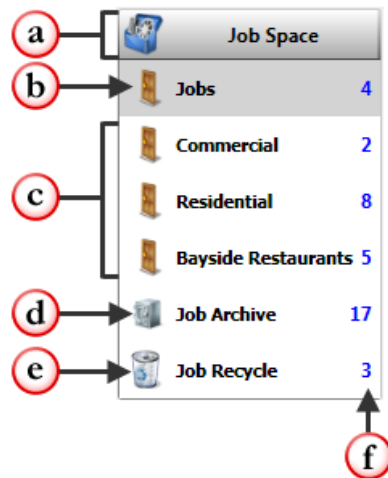 a Job Space
b Jobs 4
Commercial 2
c Residential 8
Bayside Restaurants 5
d Job Archive 17
e Job Recycle 3
f